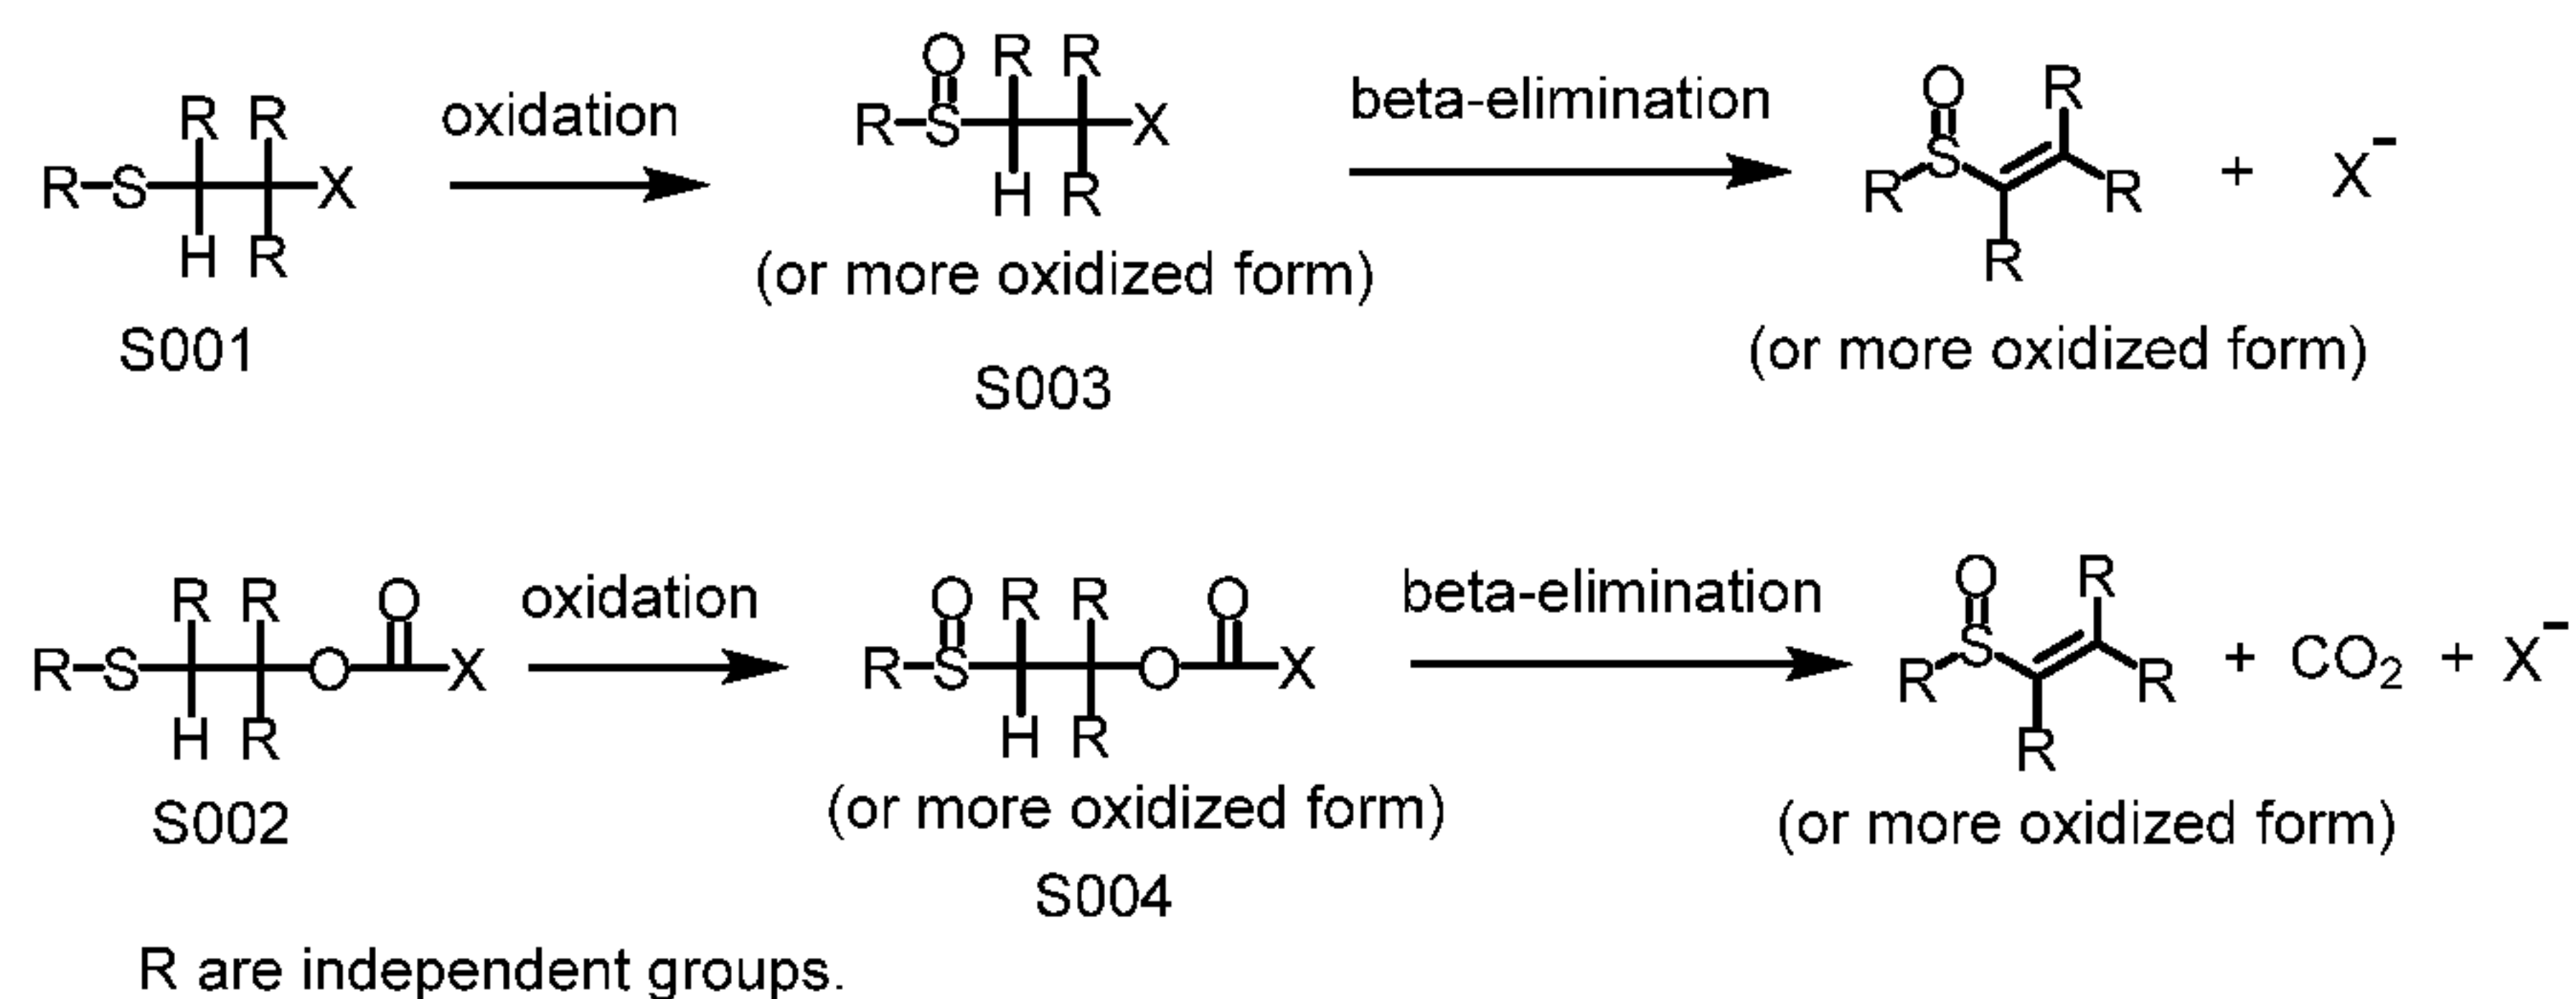 R R
R-S X
H R
S001
oxidation
O R R
R-S X
H R
(or more oxidized form)
S003
beta-elimination
O R
S
R R
R
(or more oxidized form)
+ X⁻
R R O
R-S O X
H R
S002
oxidation
O R R O
R-S O X
H R
(or more oxidized form)
S004
beta-elimination
O R
S
R R
R
(or more oxidized form)
+ CO₂ + X⁻
R are independent groups.